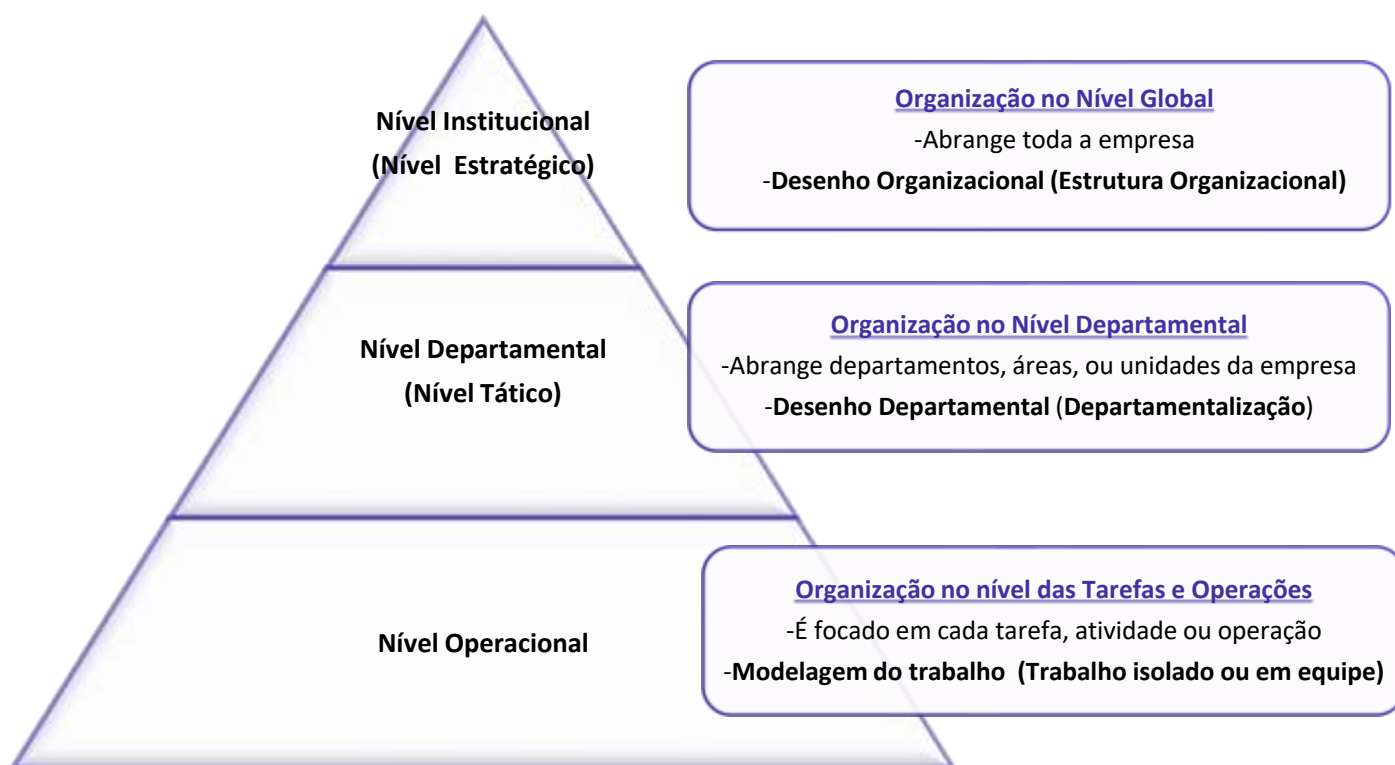 Nível Institucional
(Nível Estratégico)
Organização no Nível Global
-Abrange toda a empresa
-Desenho Organizacional (Estrutura Organizacional)
Nível Departamental
(Nível Tático)
Organização no Nível Departamental
-Abrange departamentos, áreas, ou unidades da empresa
-Desenho Departamental (Departamentalização)
Nível Operacional
Organização no nível das Tarefas e Operações
-É focado em cada tarefa, atividade ou operação
-Modelagem do trabalho (Trabalho isolado ou em equipe)